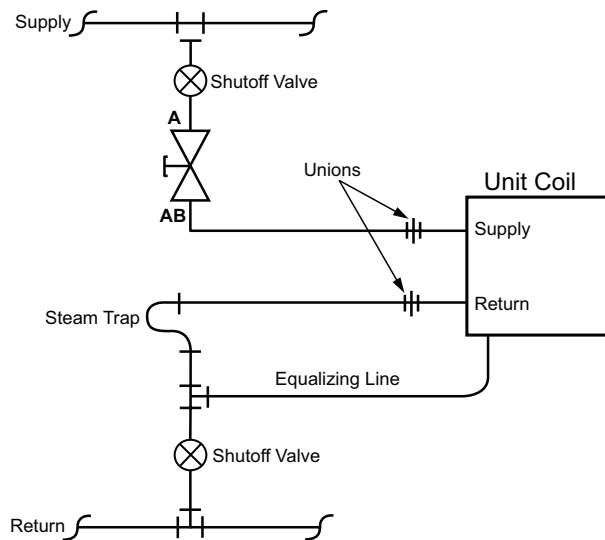 Supply
Shutoff Valve
A
AB
Unions
Unit Coil
Supply
Return
Steam Trap
Equalizing Line
Shutoff Valve
Return